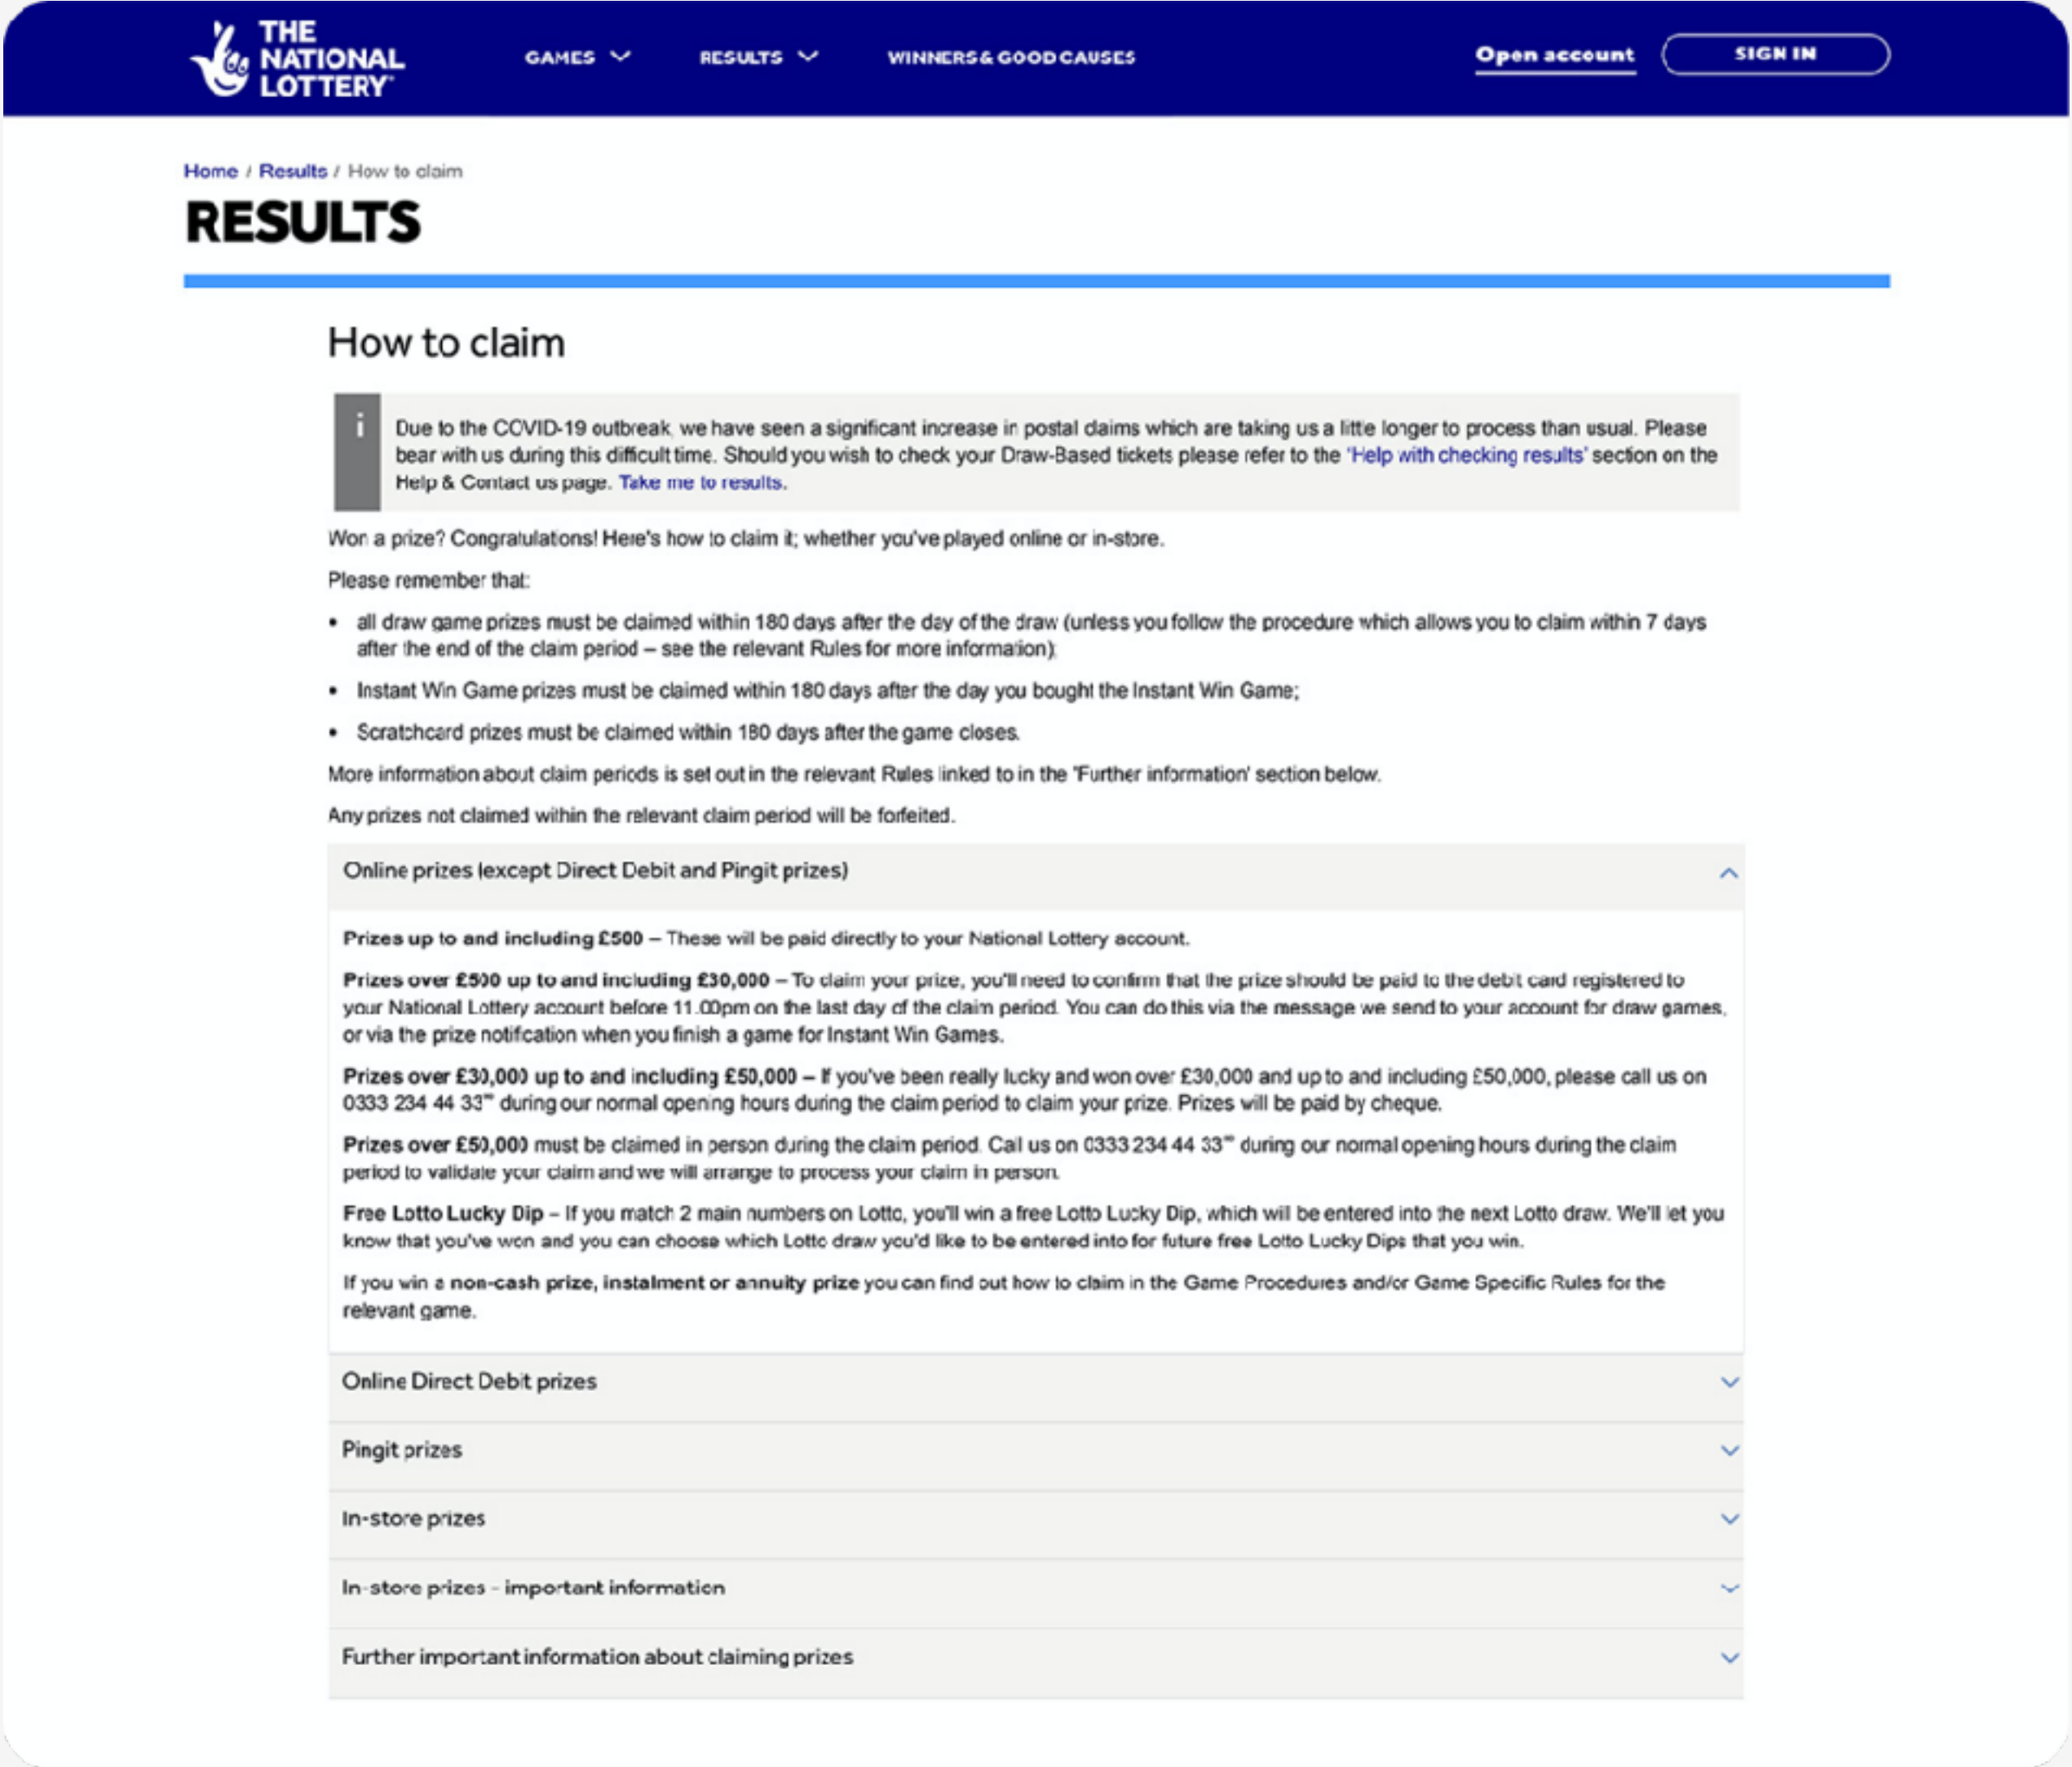 THE
NATIONAL
LOTTERY
GAMES
RESULTS
WINNERS & GOOD CAUSES
Open account
SIGN IN
Home / Results / How to claim
RESULTS
How to claim
i
Due to the COVID-19 outbreak, we have seen a significant increase in postal claims which are taking us a little longer to process than usual. Please
bear with us during this difficult time. Should you wish to check your Draw-Based tickets please refer to the 'Help with checking results' section on the
Help & Contact us page. Take me to results.
Won a prize? Congratulations! Here's how to claim it; whether you've played online or in-store.
Please remember that:
• all draw game prizes must be claimed within 180 days after the day of the draw (unless you follow the procedure which allows you to claim within 7 days
after the end of the claim period – see the relevant Rules for more information);
• Instant Win Game prizes must be claimed within 180 days after the day you bought the Instant Win Game;
• Scratchcard prizes must be claimed within 180 days after the game closes.
More information about claim periods is set out in the relevant Rules linked to in the 'Further information' section below.
Any prizes not claimed within the relevant claim period will be forfeited.
Online prizes (except Direct Debit and Pingit prizes)
Prizes up to and including £500 – These will be paid directly to your National Lottery account.
Prizes over £500 up to and including £30,000 – To claim your prize, you'll need to confirm that the prize should be paid to the debit card registered to
your National Lottery account before 11.00pm on the last day of the claim period. You can do this via the message we send to your account for draw games,
or via the prize notification when you finish a game for Instant Win Games.
Prizes over £30,000 up to and including £50,000 – If you've been really lucky and won over £30,000 and up to and including £50,000, please call us on
0333 234 44 33 during our normal opening hours during the claim period to claim your prize. Prizes will be paid by cheque.
Prizes over £50,000 must be claimed in person during the claim period. Call us on 0333 234 44 33 during our normal opening hours during the claim
period to validate your claim and we will arrange to process your claim in person.
Free Lotto Lucky Dip – If you match 2 main numbers on Lotto, you'll win a free Lotto Lucky Dip, which will be entered into the next Lotto draw. We'll let you
know that you've won and you can choose which Lotto draw you'd like to be entered into for future free Lotto Lucky Dips that you win.
If you win a non-cash prize, instalment or annuity prize you can find out how to claim in the Game Procedures and/or Game Specific Rules for the
relevant game.
Online Direct Debit prizes
Pingit prizes
In-store prizes
In-store prizes - important information
Further important information about claiming prizes